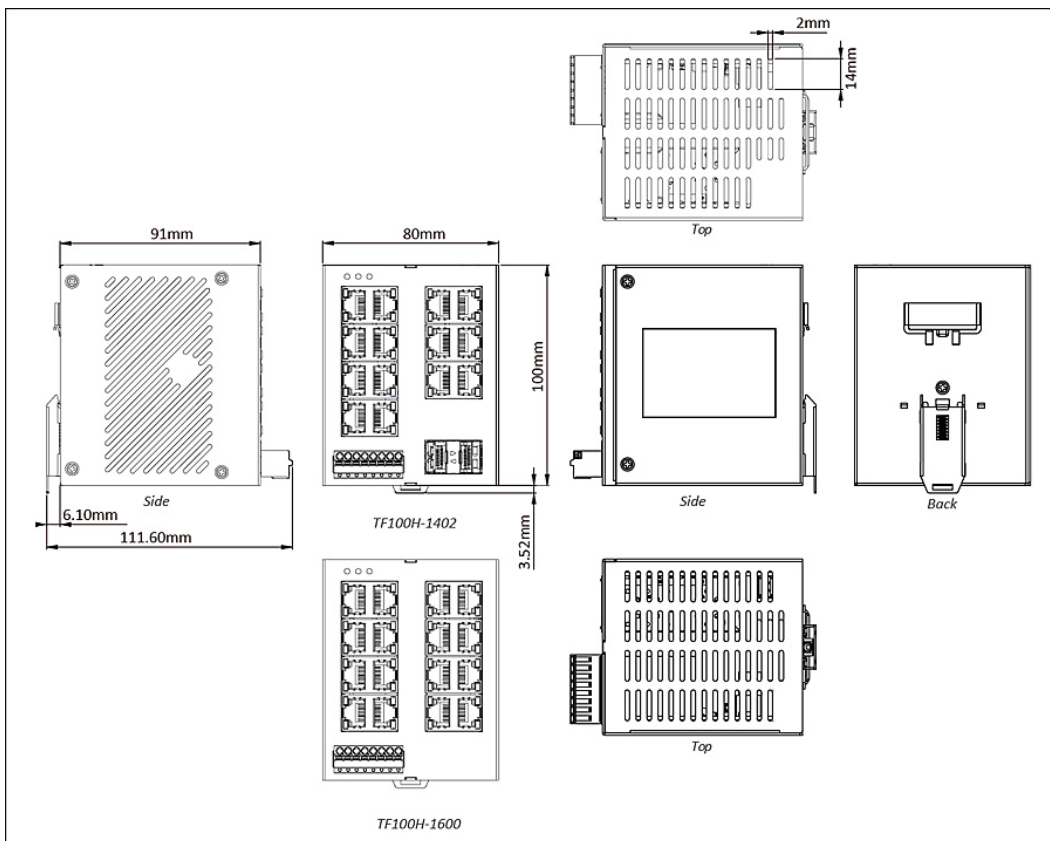 2mm
14mm
Top
91mm
80mm
100mm
Side
6.10mm
111.60mm
TF100H-1402
3.52mm
Side
Back
Top
TF100H-1600